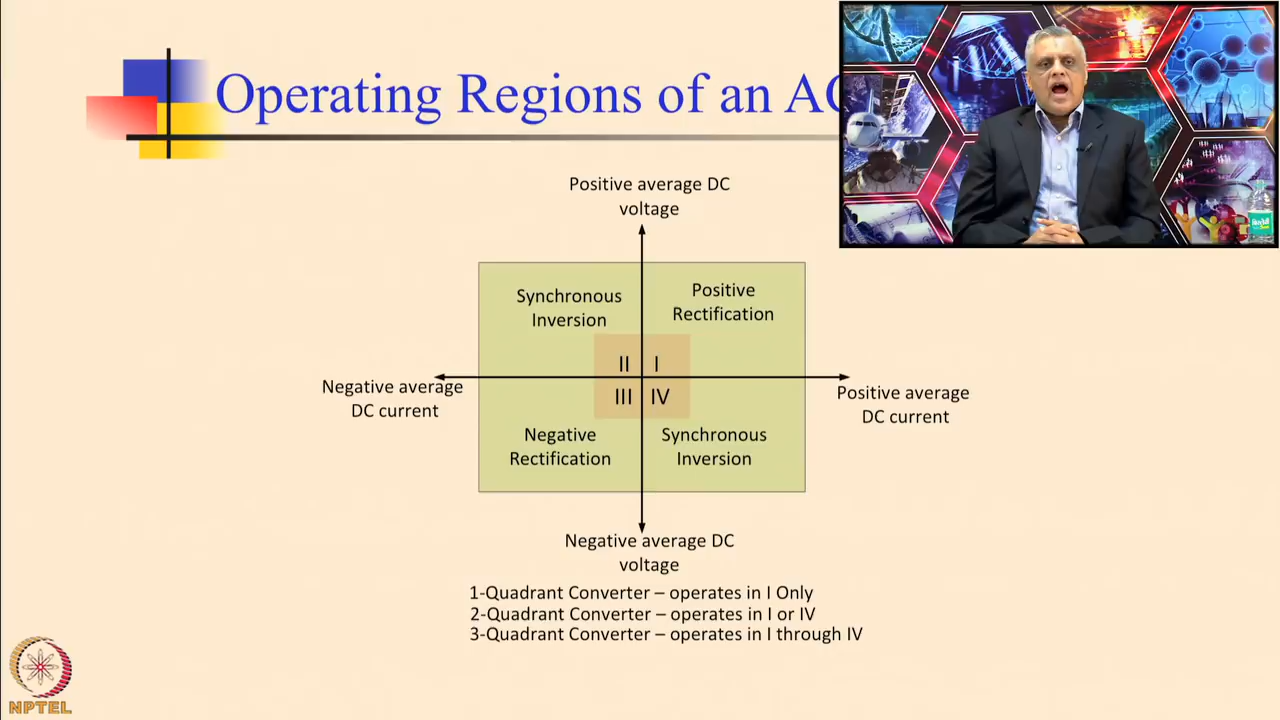 Operating Regions of an AC
Positive average DC
voltage
Synchronous
Inversion
Positive
Rectification
II
I
Negative average
DC current
III
IV
Positive average
DC current
Negative
Rectification
Synchronous
Inversion
Negative average DC
voltage
1-Quadrant Converter – operates in I Only
2-Quadrant Converter – operates in I or IV
3-Quadrant Converter – operates in I through IV
NPTEL